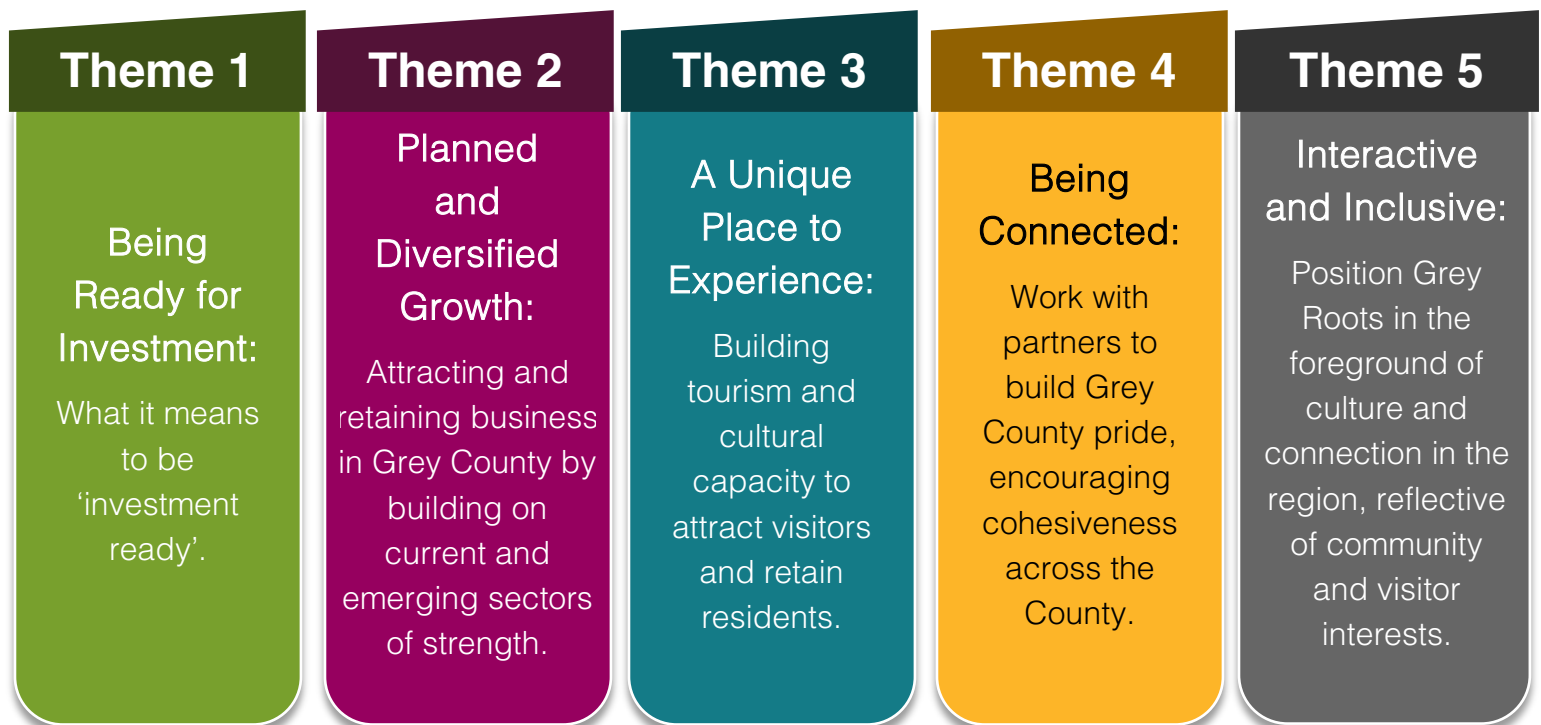 Theme 1
Being
Ready for
Investment:
What it means
to be
‘investment
ready’.
Theme 2
Planned
and
Diversified
Growth:
Attracting and
retaining business
in Grey County by
building on
current and
emerging sectors
of strength.
Theme 3
A Unique
Place to
Experience:
Building
tourism and
cultural
capacity to
attract visitors
and retain
residents.
Theme 4
Being
Connected:
Work with
partners to
build Grey
County pride,
encouraging
cohesiveness
across the
County.
Theme 5
Interactive
and Inclusive:
Position Grey
Roots in the
foreground of
culture and
connection in the
region, reflective
of community
and visitor
interests.